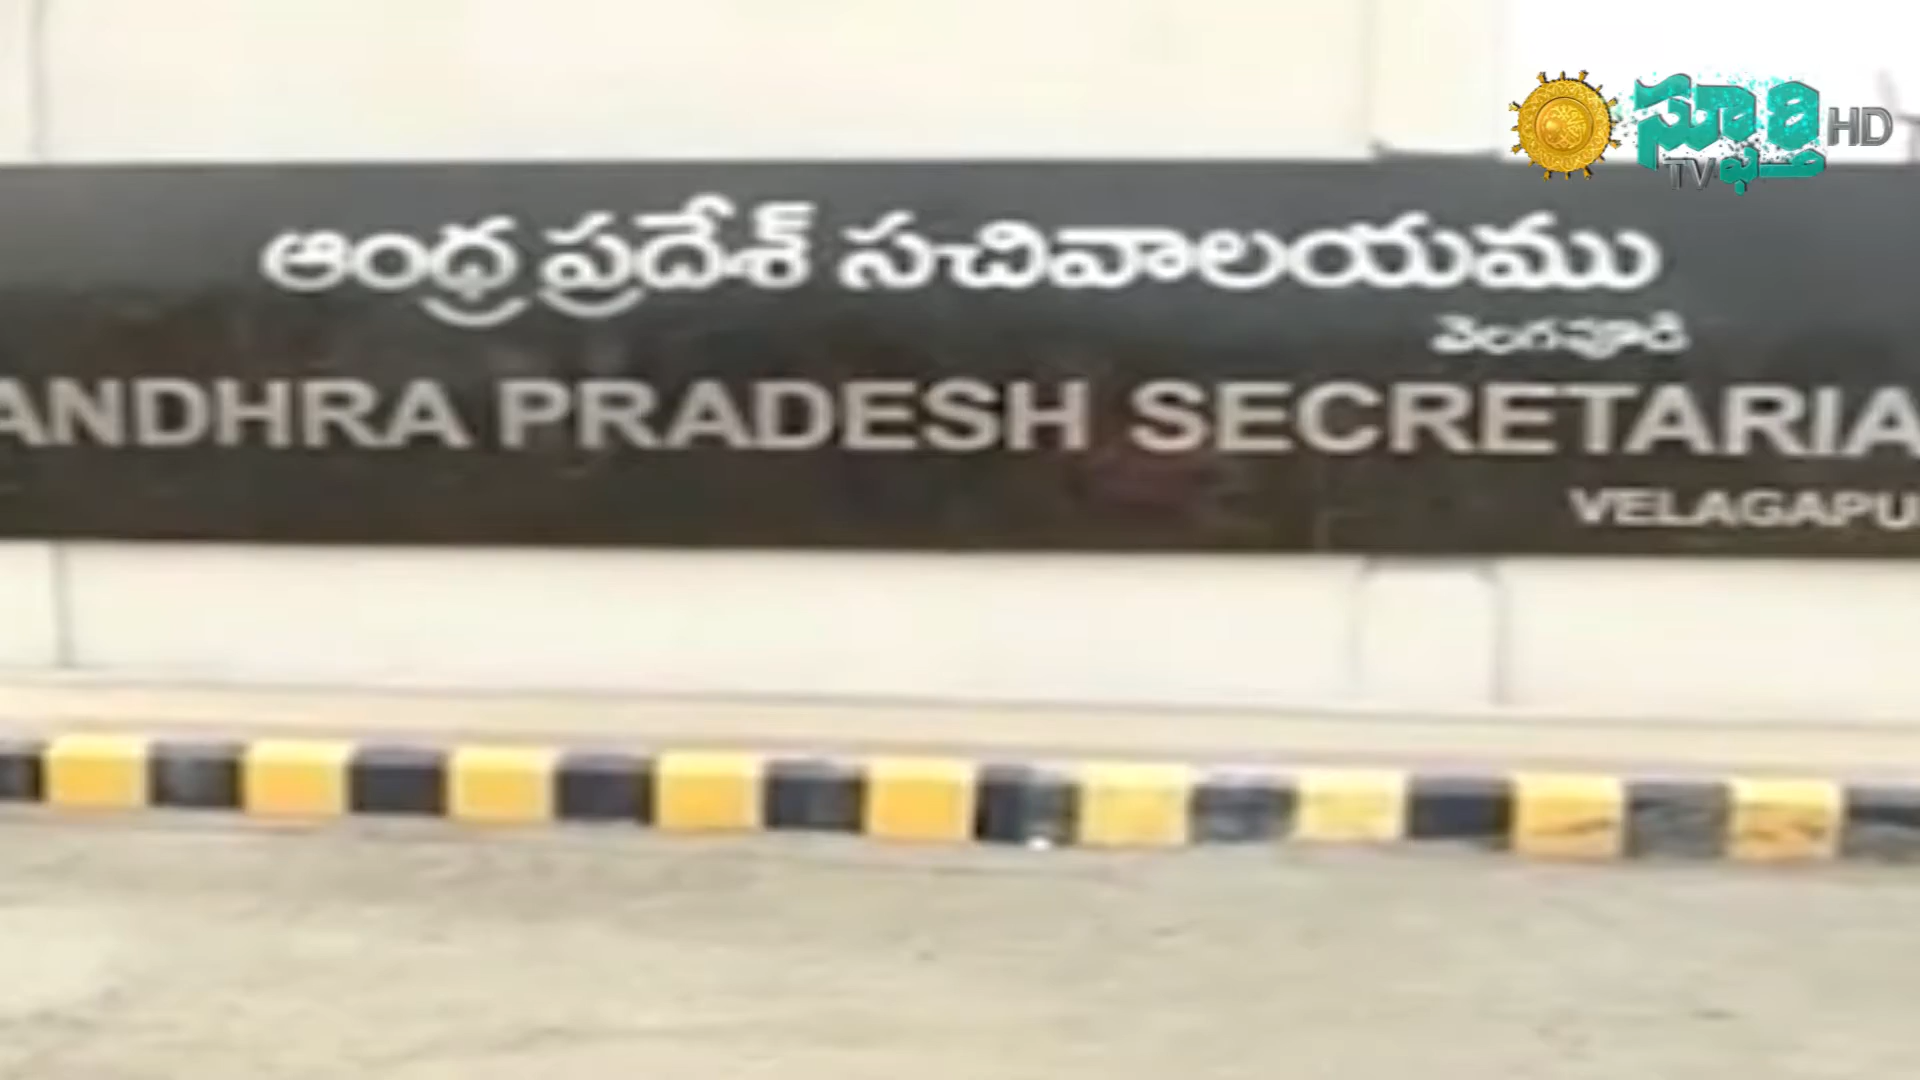 ఆంధ్ర ప్రదేశ్ సచివాలయము
వెలగపూడి
ANDHRA PRADESH SECRETARIA
VELAGAPU
స్ఫూర్తి HD
TV